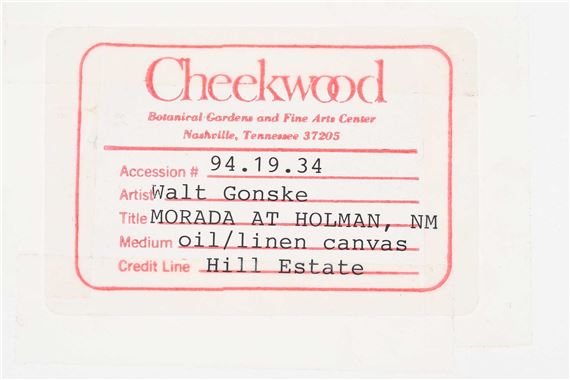 Cheekwood
Botanical Gardens and Fine Arts Center
Nashville, Tennessee 37205
Accession # 94.19.34
Artist Walt Gonske
Title MORADA AT HOLMAN, NM
Medium oil/linen canvas
Credit Line Hill Estate